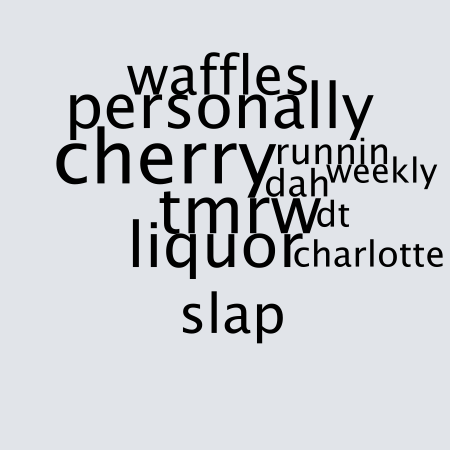 waffles
personally
cherry
runnin
weekly
dah
tmrw
dt
liquor
charlotte
slap